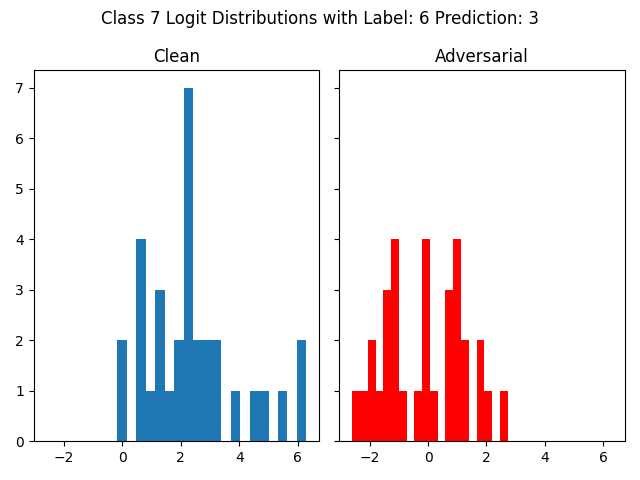 Class 7 Logit Distributions with Label: 6 Prediction: 3
Clean
Adversarial
7
6
5
4
3
2
1
0
−2 0 2 4 6
−2 0 2 4 6